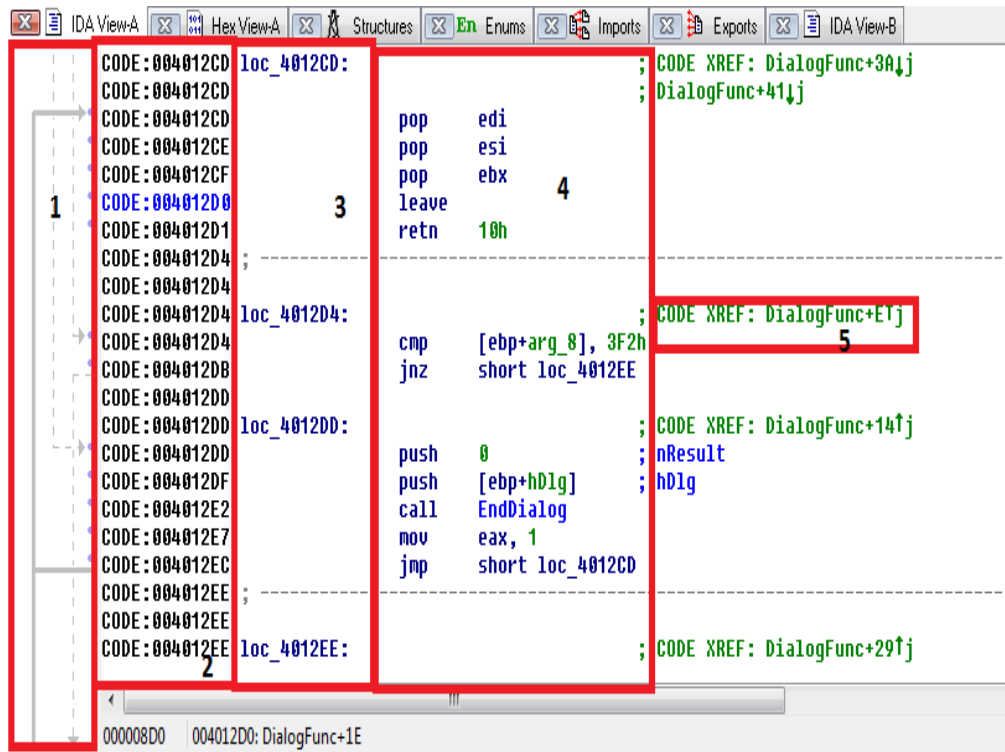 IDA View-A Hex View-A Structures En Enums Imports Exports IDA View-B
CODE:004012CD loc_4012CD: ; CODE XREF: DialogFunc+3A↓j
CODE:004012CD ; DialogFunc+41↓j
CODE:004012CD pop edi
CODE:004012CE pop esi
CODE:004012CF pop ebx
CODE:004012D0 leave
CODE:004012D1 retn 10h
CODE:004012D4 ; ---------------------------------------------------------------------------
CODE:004012D4
CODE:004012D4 loc_4012D4: ; CODE XREF: DialogFunc+E↑j
CODE:004012D4 cmp [ebp+arg_8], 3F2h
CODE:004012DB jnz short loc_4012EE
CODE:004012DD
CODE:004012DD loc_4012DD: ; CODE XREF: DialogFunc+14↑j
CODE:004012DD push 0 ; nResult
CODE:004012DF push [ebp+hDlg] ; hDlg
CODE:004012E2 call EndDialog
CODE:004012E7 mov eax, 1
CODE:004012EC jmp short loc_4012CD
CODE:004012EE ; ---------------------------------------------------------------------------
CODE:004012EE
CODE:004012EE loc_4012EE: ; CODE XREF: DialogFunc+29↑j
1
2
3
4
5
000008D0 004012D0: DialogFunc+1E